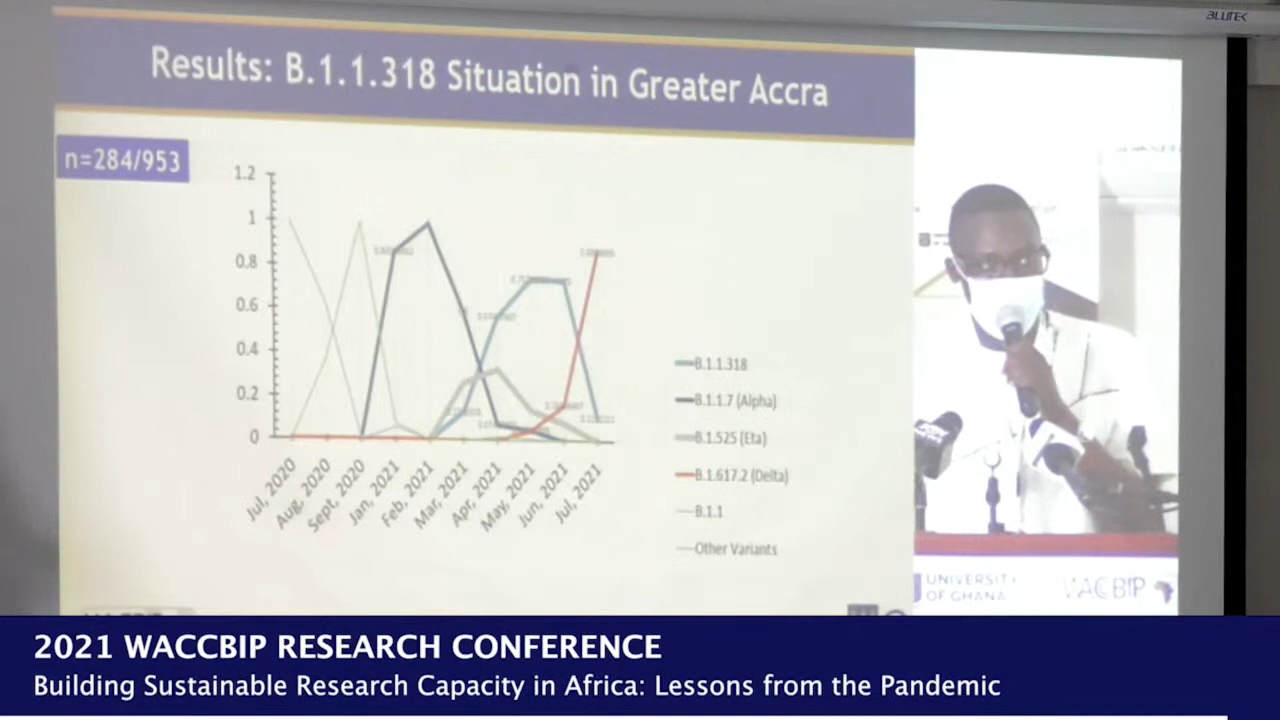 BLUTEK
Results: B.1.1.318 Situation in Greater Accra
n=284/953
1.2
1
0.8
0.6
0.4
0.2
0
Jul, 2020
Aug, 2020
Sept, 2020
Jan, 2021
Feb, 2021
Mar, 2021
Apr, 2021
May, 2021
Jun, 2021
Jul, 2021
B.1.1.318
B.1.1.7 (Alpha)
B.1.525 (Eta)
B.1.617.2 (Delta)
B.1.1
Other Variants
UNIVERSITY
OF GHANA
WACCBIP
2021 WACCBIP RESEARCH CONFERENCE
Building Sustainable Research Capacity in Africa: Lessons from the Pandemic